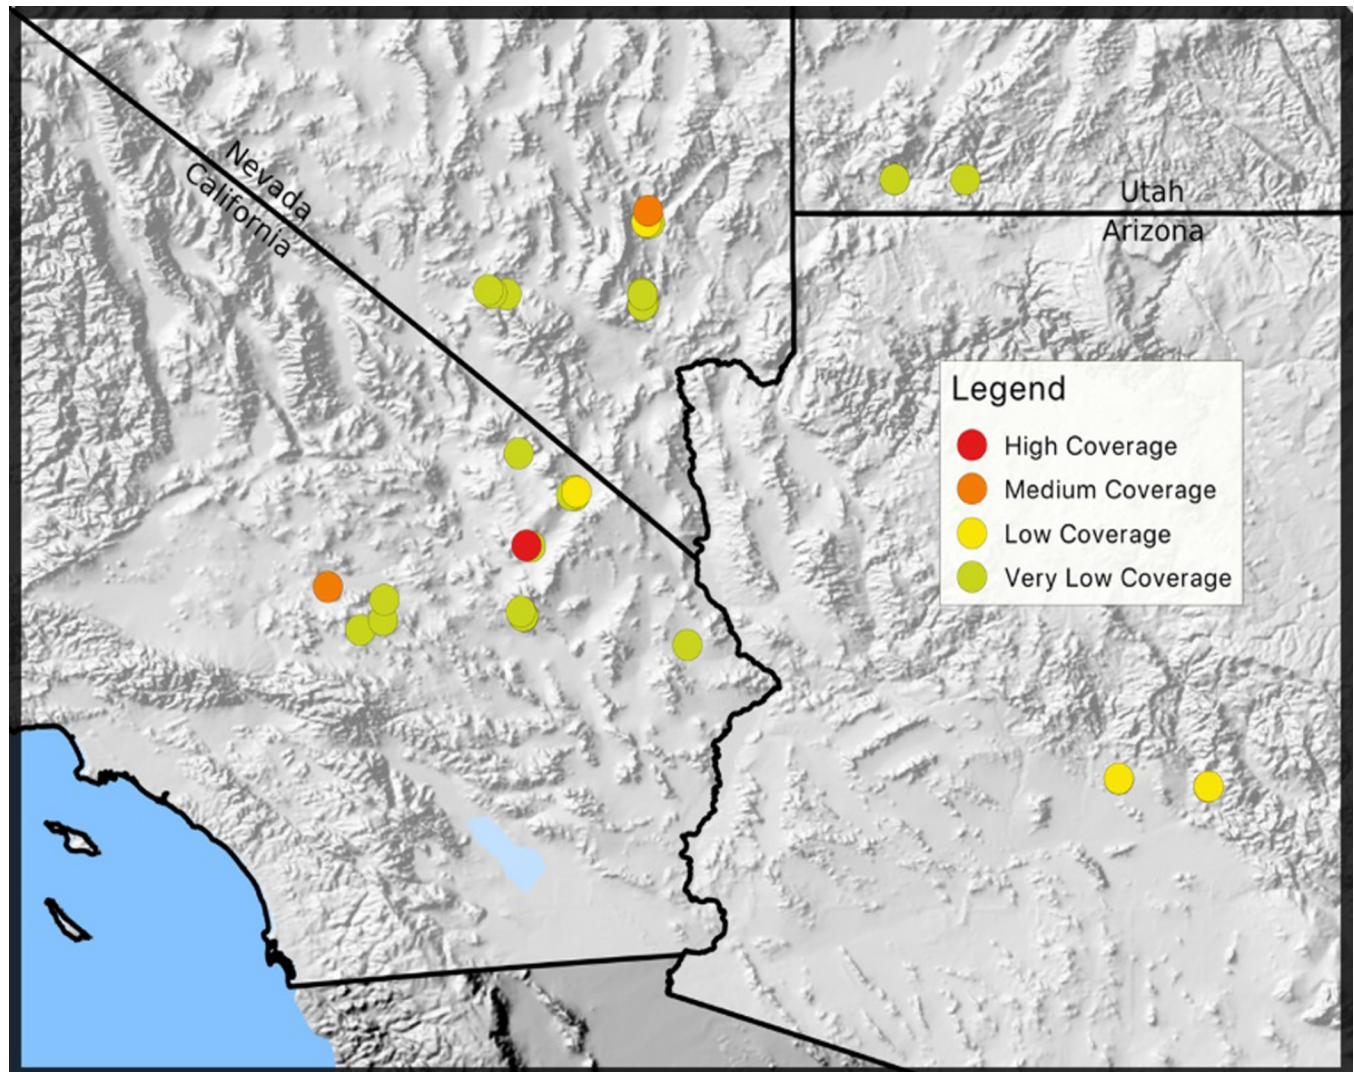 Nevada
California
Utah
Arizona
Legend
High Coverage
Medium Coverage
Low Coverage
Very Low Coverage